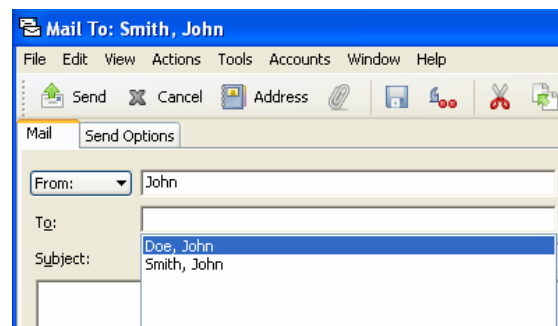 Mail To: Smith, John
File Edit View Actions Tools Accounts Window Help
Send Cancel Address
Mail Send Options
From: John
To:
Doe, John
Subject: Smith, John